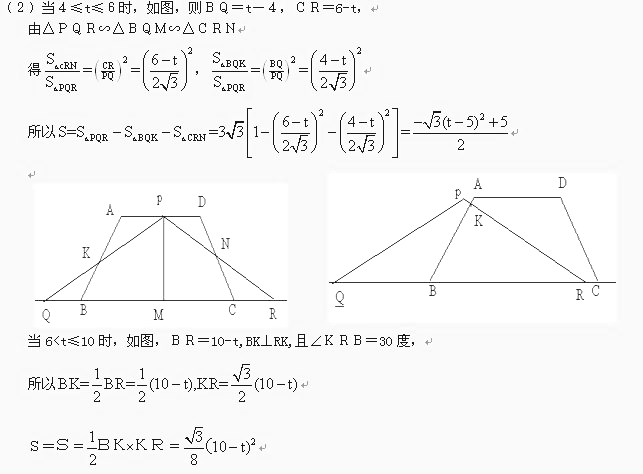 （2）当4≤t≤6时，如图，则BQ=t-4，CR=6-t，
由△PQR∽△BQM∽△CRN
得 S▵CRN/S▵PQR=(CR/PQ)²=((6-t)/(2√3))²，S▵BQK/S▵PQR=(BQ/PQ)²=((4-t)/(2√3))²，
所以S=S▵PQR-S▵BQK-S▵CRN=3√3[1-((6-t)/(2√3))²-((4-t)/(2√3))²]=(-√3(t-5)²+5)/2
A P D
K N
Q B M C R
P A D
K
Q B R C
当6<t≤10时，如图，BR=10-t,BK⊥RK,且∠KRB=30度，
所以BK=1/2BR=1/2(10-t),KR=√3/2(10-t)
S=S=1/2BK×KR=√3/8(10-t)²